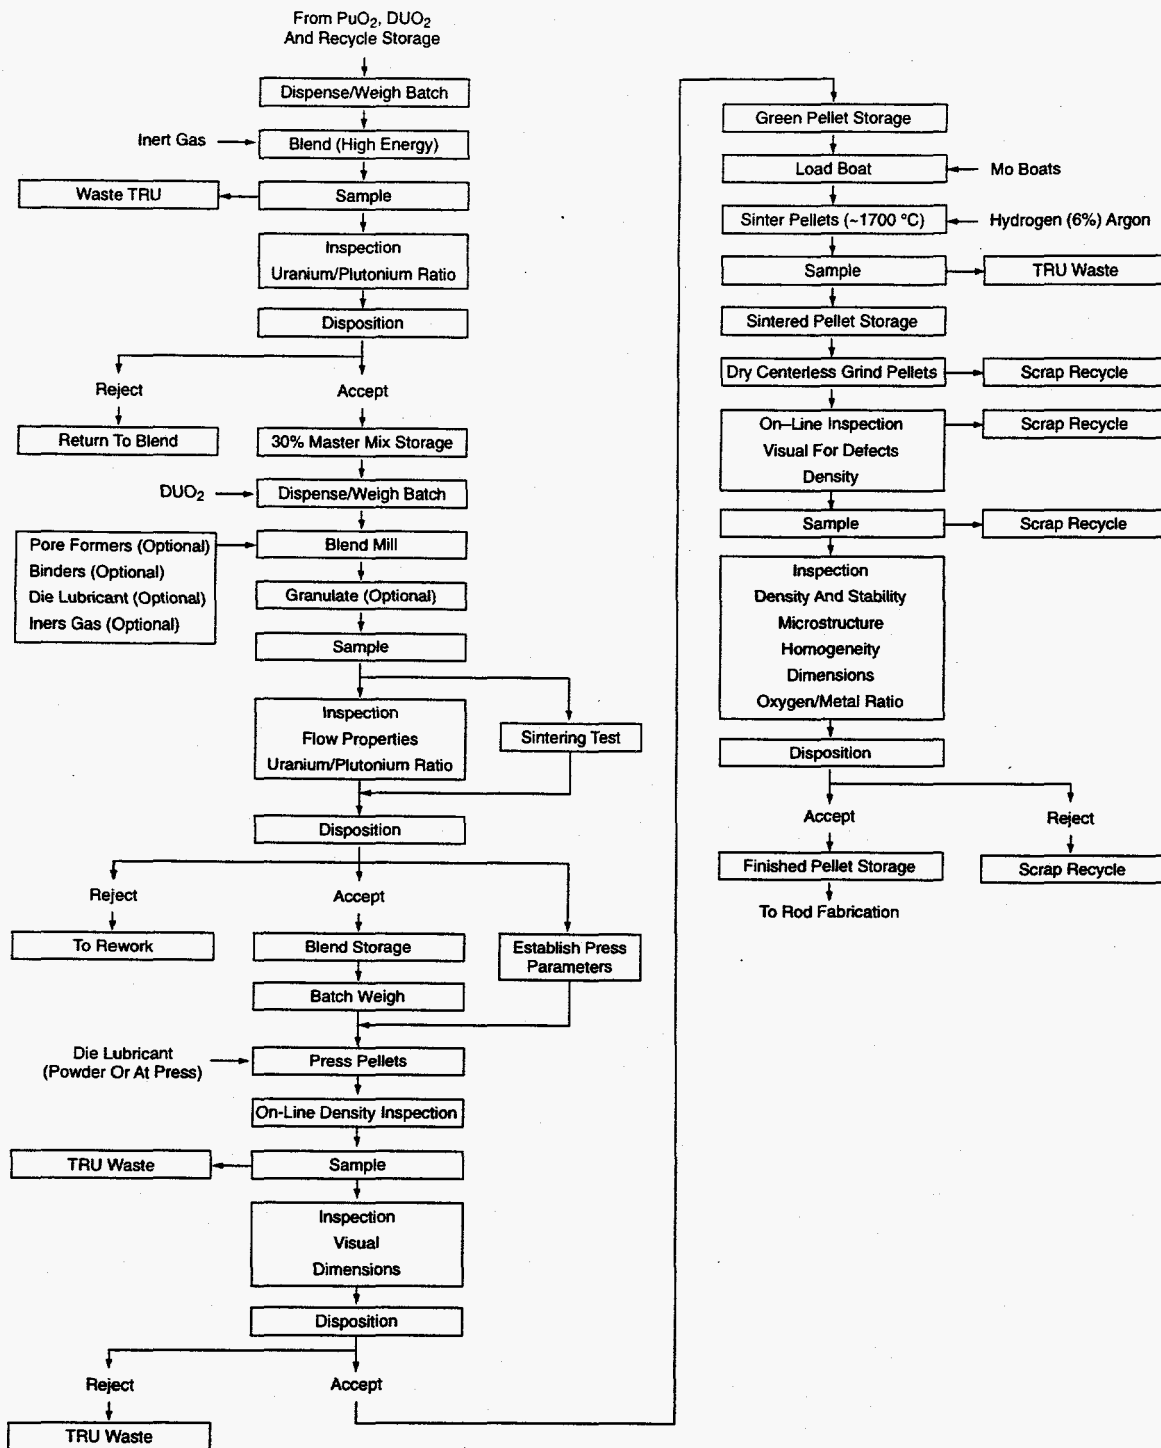 From PuO₂, DUO₂
And Recycle Storage
Dispense/Weigh Batch
Inert Gas
Blend (High Energy)
Waste TRU
Sample
Inspection
Uranium/Plutonium Ratio
Disposition
Reject
Accept
Return To Blend
30% Master Mix Storage
DUO₂
Dispense/Weigh Batch
Pore Formers (Optional)
Binders (Optional)
Die Lubricant (Optional)
Iners Gas (Optional)
Blend Mill
Granulate (Optional)
Sample
Inspection
Flow Properties
Uranium/Plutonium Ratio
Sintering Test
Disposition
Reject
Accept
To Rework
Blend Storage
Establish Press
Parameters
Batch Weigh
Die Lubricant
(Powder Or At Press)
Press Pellets
On-Line Density Inspection
TRU Waste
Sample
Inspection
Visual
Dimensions
Disposition
Reject
Accept
TRU Waste
Green Pellet Storage
Load Boat
Mo Boats
Sinter Pellets (~1700 °C)
Hydrogen (6%) Argon
Sample
TRU Waste
Sintered Pellet Storage
Dry Centerless Grind Pellets
Scrap Recycle
On–Line Inspection
Visual For Defects
Density
Scrap Recycle
Sample
Scrap Recycle
Inspection
Density And Stability
Microstructure
Homogeneity
Dimensions
Oxygen/Metal Ratio
Disposition
Accept
Reject
Finished Pellet Storage
Scrap Recycle
To Rod Fabrication